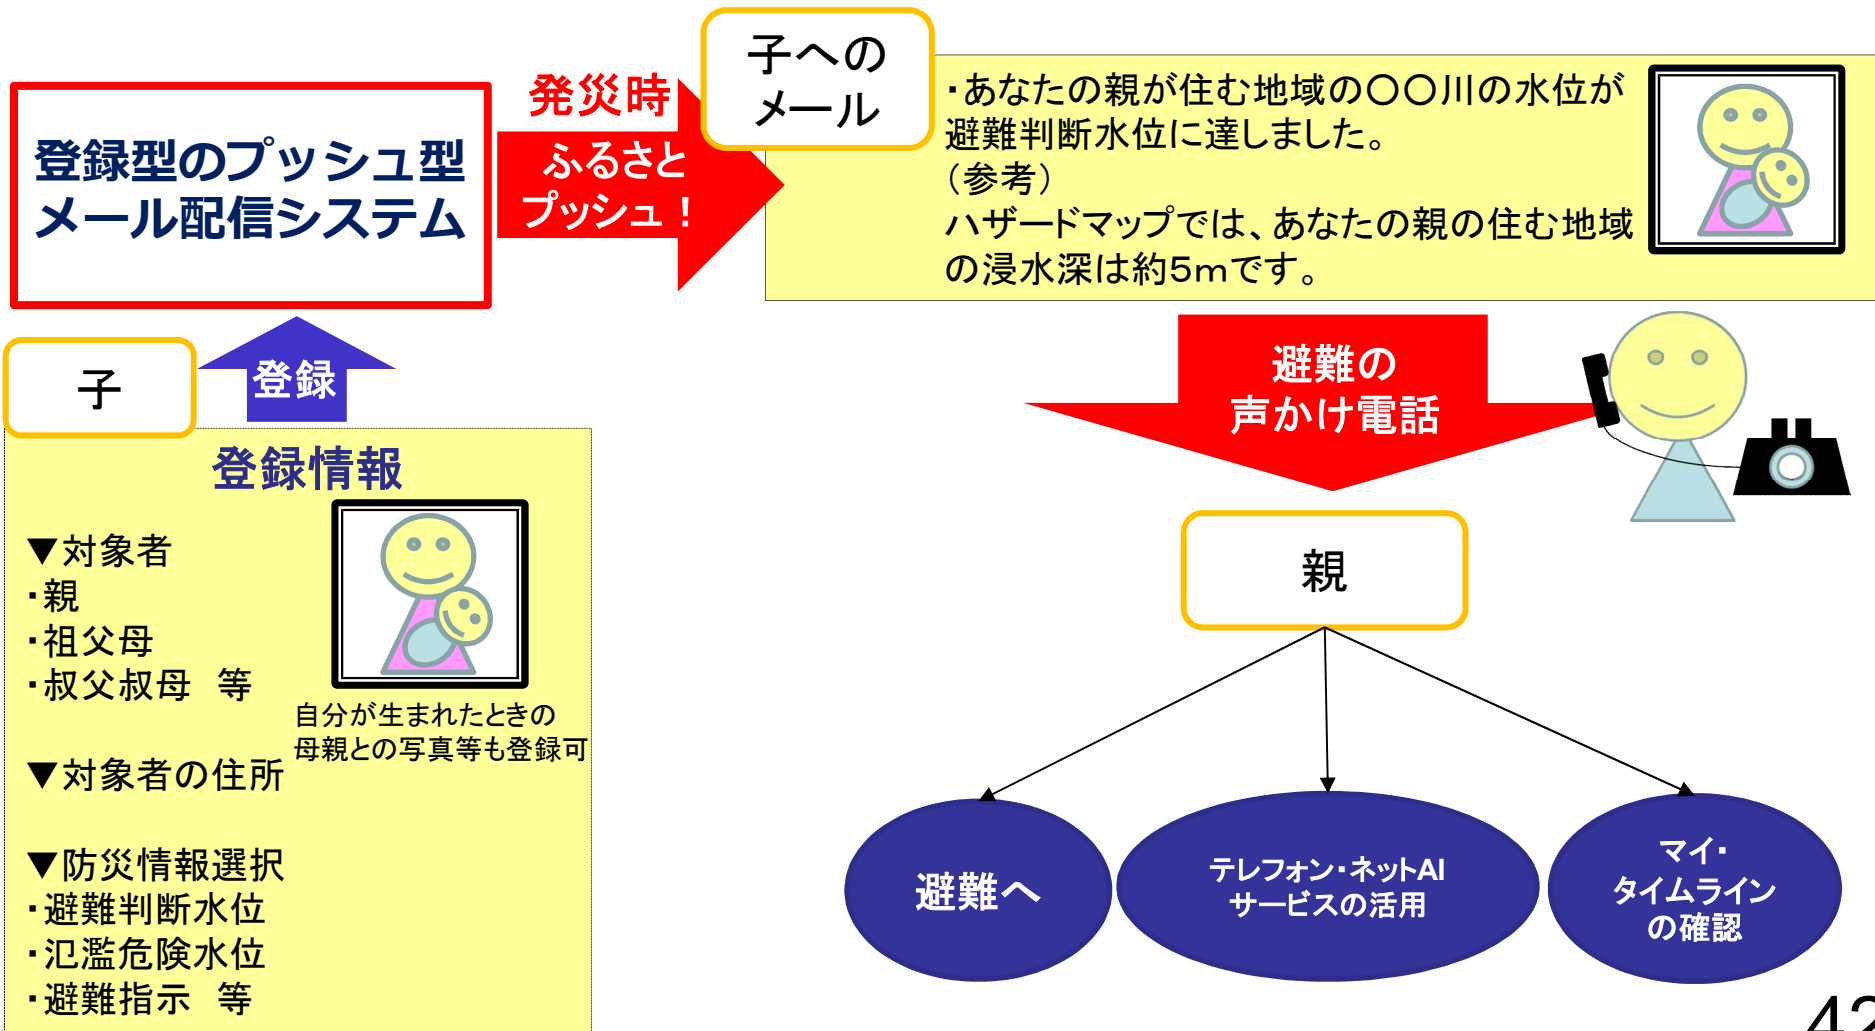 登録型のプッシュ型
メール配信システム
発災時
ふるさと
プッシュ！
子への
メール
・あなたの親が住む地域の〇〇川の水位が
避難判断水位に達しました。
（参考）
ハザードマップでは、あなたの親の住む地域
の浸水深は約5ｍです。
子
登録
登録情報
▼対象者
・親
・祖父母
・叔父叔母　等
自分が生まれたときの
母親との写真等も登録可
▼対象者の住所
▼防災情報選択
・避難判断水位
・氾濫危険水位
・避難指示　等
避難の
声かけ電話
親
避難へ
テレフォン・ネットAI
サービスの活用
マイ・
タイムライン
の確認
42